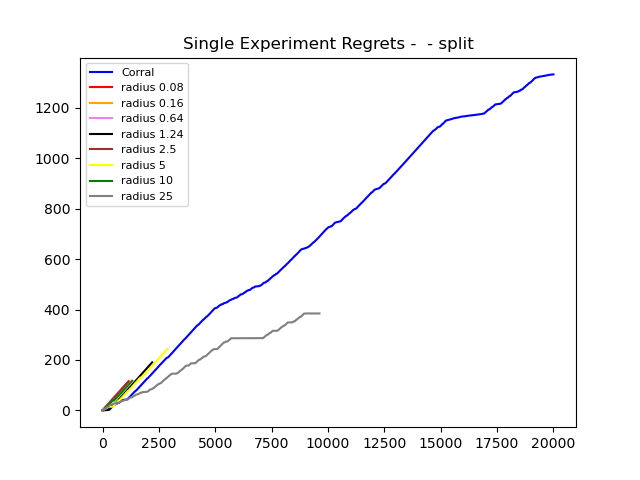 Single Experiment Regrets -  - split
Corral
radius 0.08
radius 0.16
radius 0.64
radius 1.24
radius 2.5
radius 5
radius 10
radius 25
1200
1000
800
600
400
200
0
0 2500 5000 7500 10000 12500 15000 17500 20000